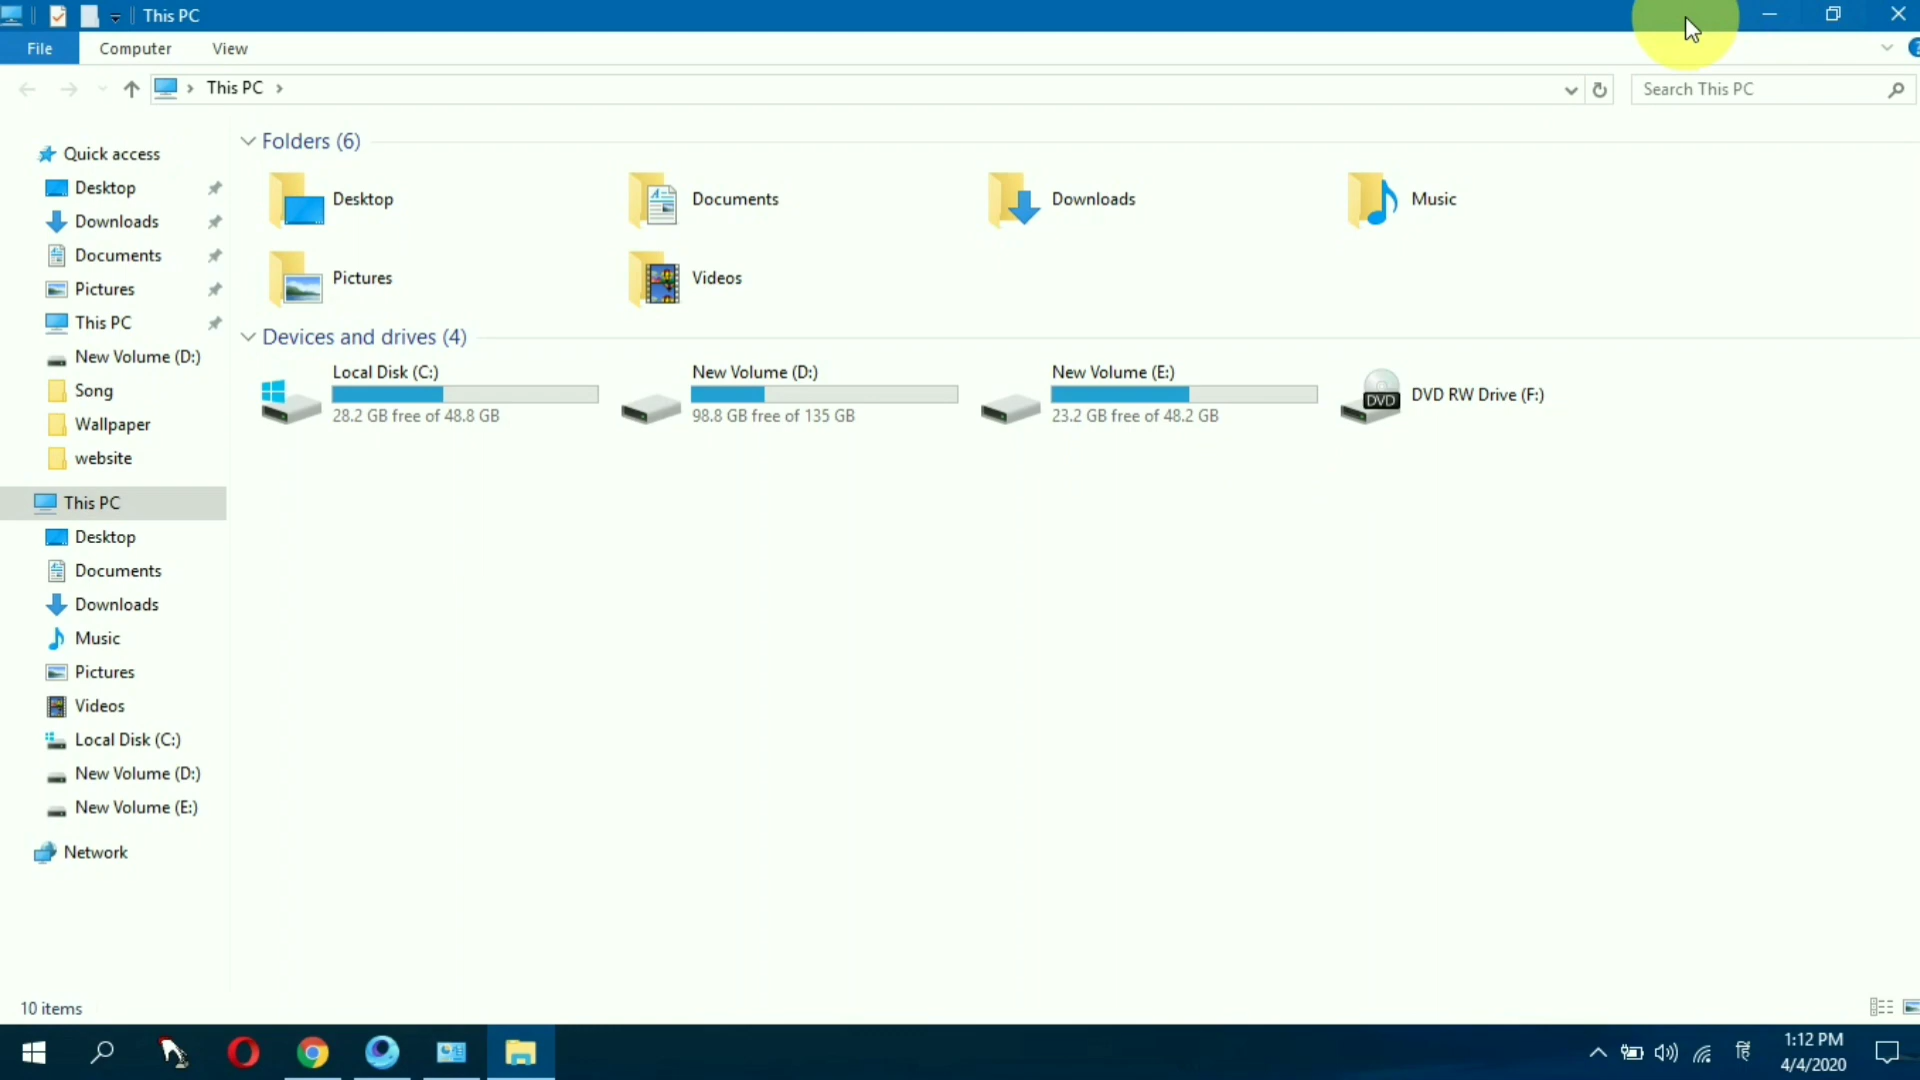 This PC
File Computer View
This PC
Search This PC
Quick access
Desktop
Downloads
Documents
Pictures
This PC
New Volume (D:)
Song
Wallpaper
website
This PC
Desktop
Documents
Downloads
Music
Pictures
Videos
Local Disk (C:)
New Volume (D:)
New Volume (E:)
Network
Folders (6)
Desktop
Documents
Downloads
Music
Pictures
Videos
Devices and drives (4)
Local Disk (C:)
28.2 GB free of 48.8 GB
New Volume (D:)
98.8 GB free of 135 GB
New Volume (E:)
23.2 GB free of 48.2 GB
DVD
DVD RW Drive (F:)
10 items
हिं
1:12 PM
4/4/2020